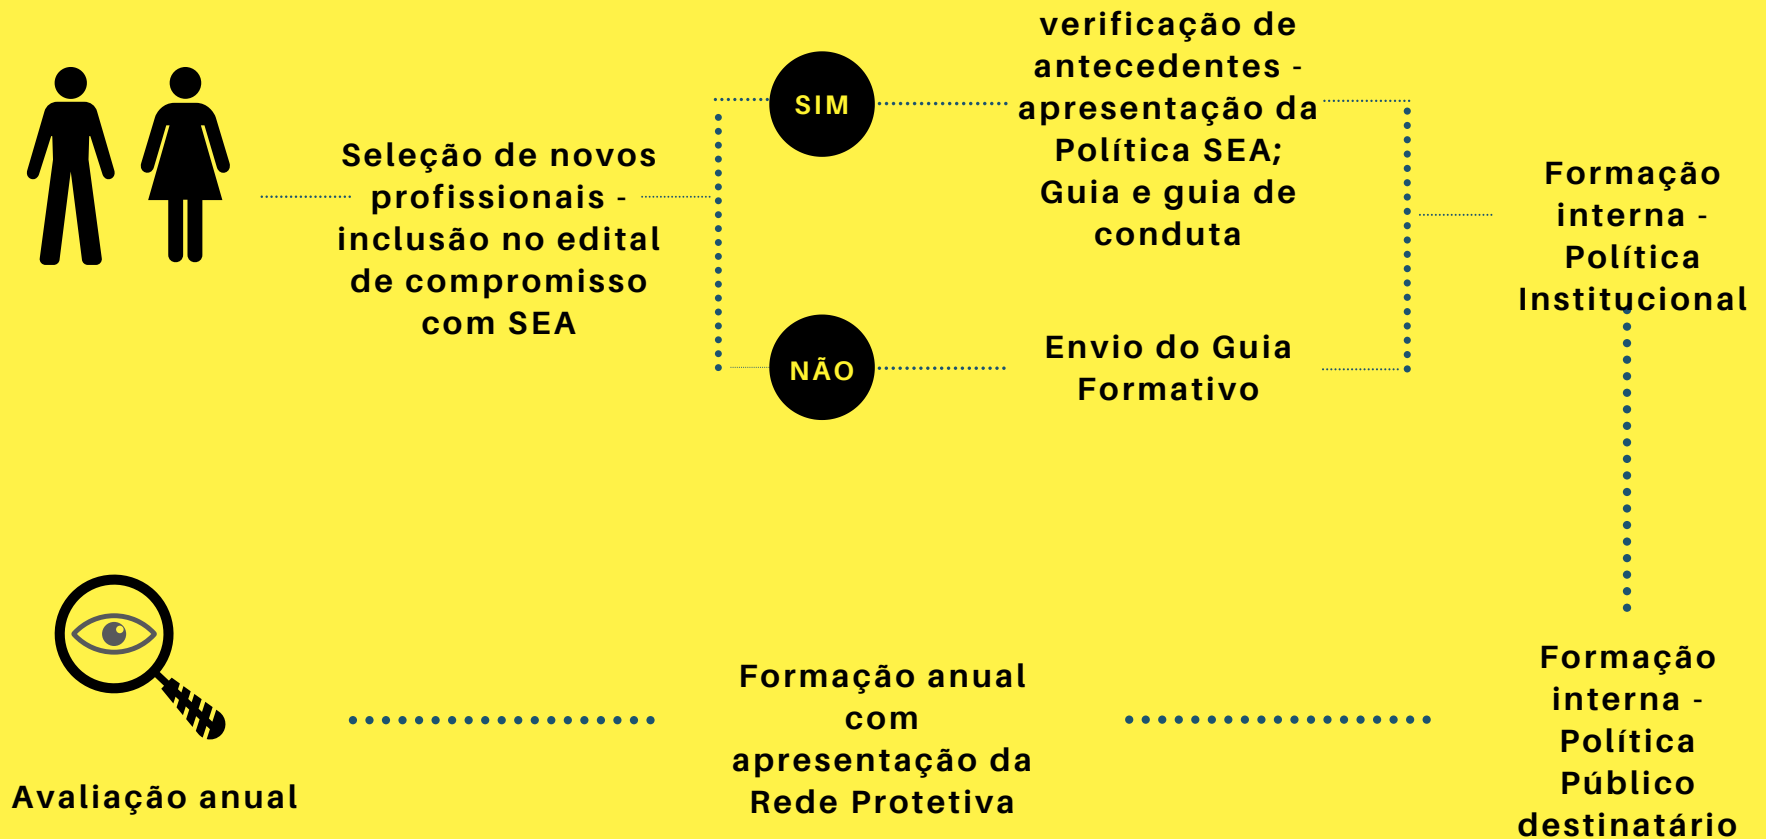 Seleção de novos
profissionais -
inclusão no edital
de compromisso
com SEA
SIM
verificação de
antecedentes -
apresentação da
Política SEA;
Guia e guia de
conduta
NÃO
Envio do Guia
Formativo
Formação
interna -
Política
Institucional
Formação
interna -
Política
Público
destinatário
Formação anual
com
apresentação da
Rede Protetiva
Avaliação anual